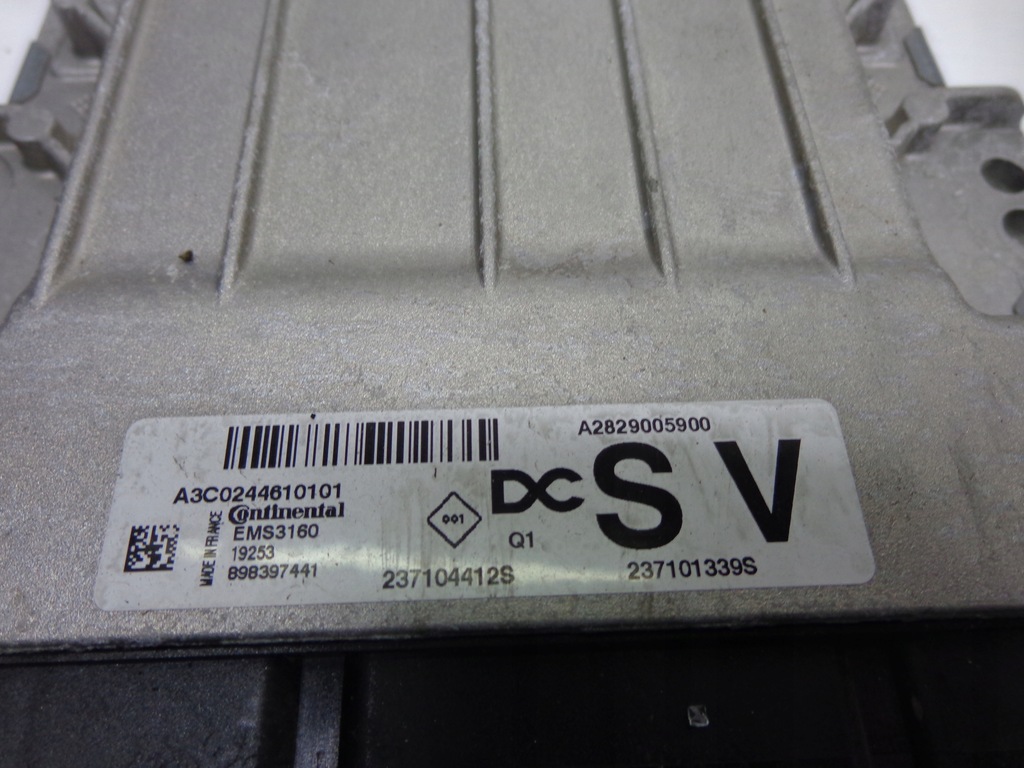 A2829005900
A3C0244610101
DC S V
Continental
EMS3160
Q1
19253
MADE IN FRANCE
898397441
237104412S
237101339S